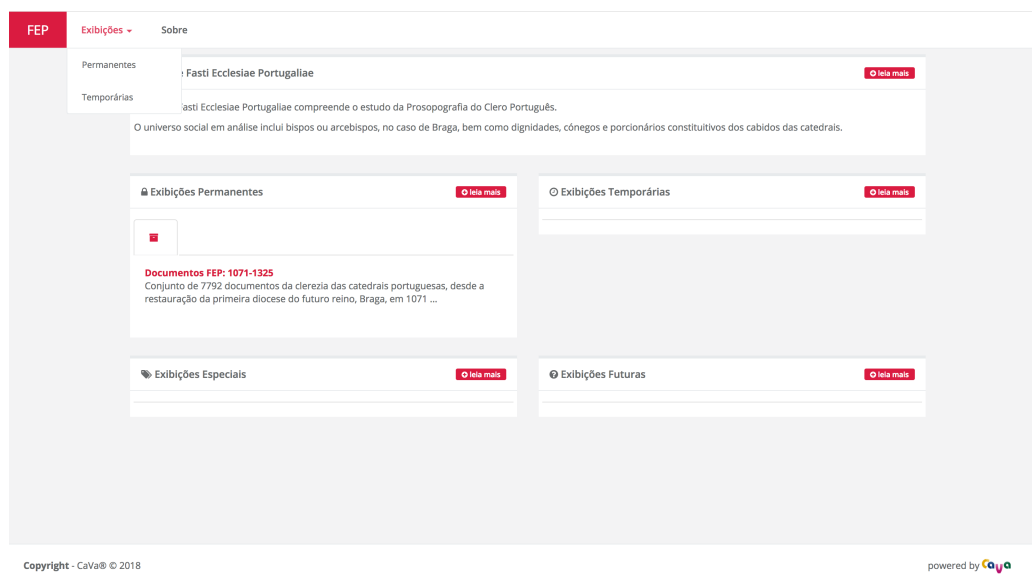 FEP Exibições Sobre
Permanentes
Temporárias
e Fasti Ecclesiae Portugaliae leia mais
asti Ecclesiae Portugaliae compreende o estudo da Prosopografia do Clero Português.
O universo social em análise inclui bispos ou arcebispos, no caso de Braga, bem como dignidades, cónegos e porcionários constituitivos dos cabidos das catedrais.
Exibições Permanentes leia mais
Exibições Temporárias leia mais
Documentos FEP: 1071-1325
Conjunto de 7792 documentos da clerezia das catedrais portuguesas, desde a
restauração da primeira diocese do futuro reino, Braga, em 1071 ...
Exibições Especiais leia mais
Exibições Futuras leia mais
Copyright - CaVa® © 2018
powered by CaVa